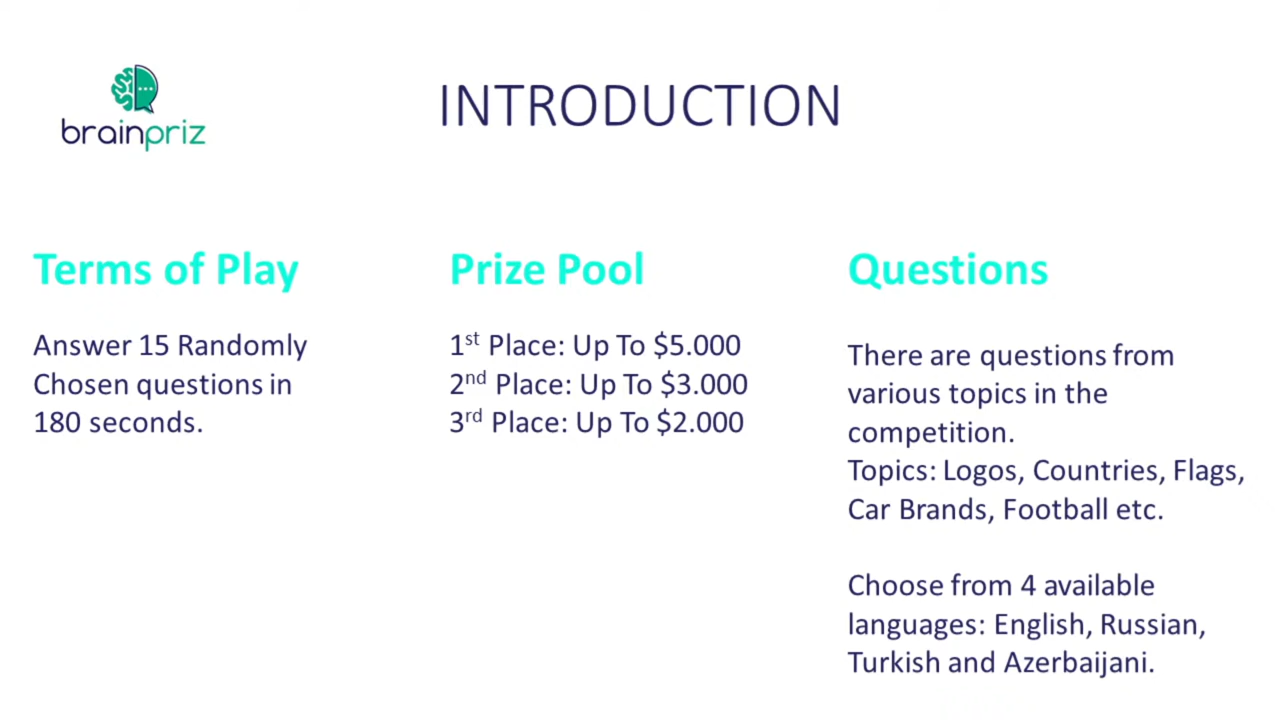 brainpriz
INTRODUCTION
Terms of Play
Answer 15 Randomly
Chosen questions in
180 seconds.
Prize Pool
1st Place: Up To $5.000
2nd Place: Up To $3.000
3rd Place: Up To $2.000
Questions
There are questions from
various topics in the
competition.
Topics: Logos, Countries, Flags,
Car Brands, Football etc.
Choose from 4 available
languages: English, Russian,
Turkish and Azerbaijani.